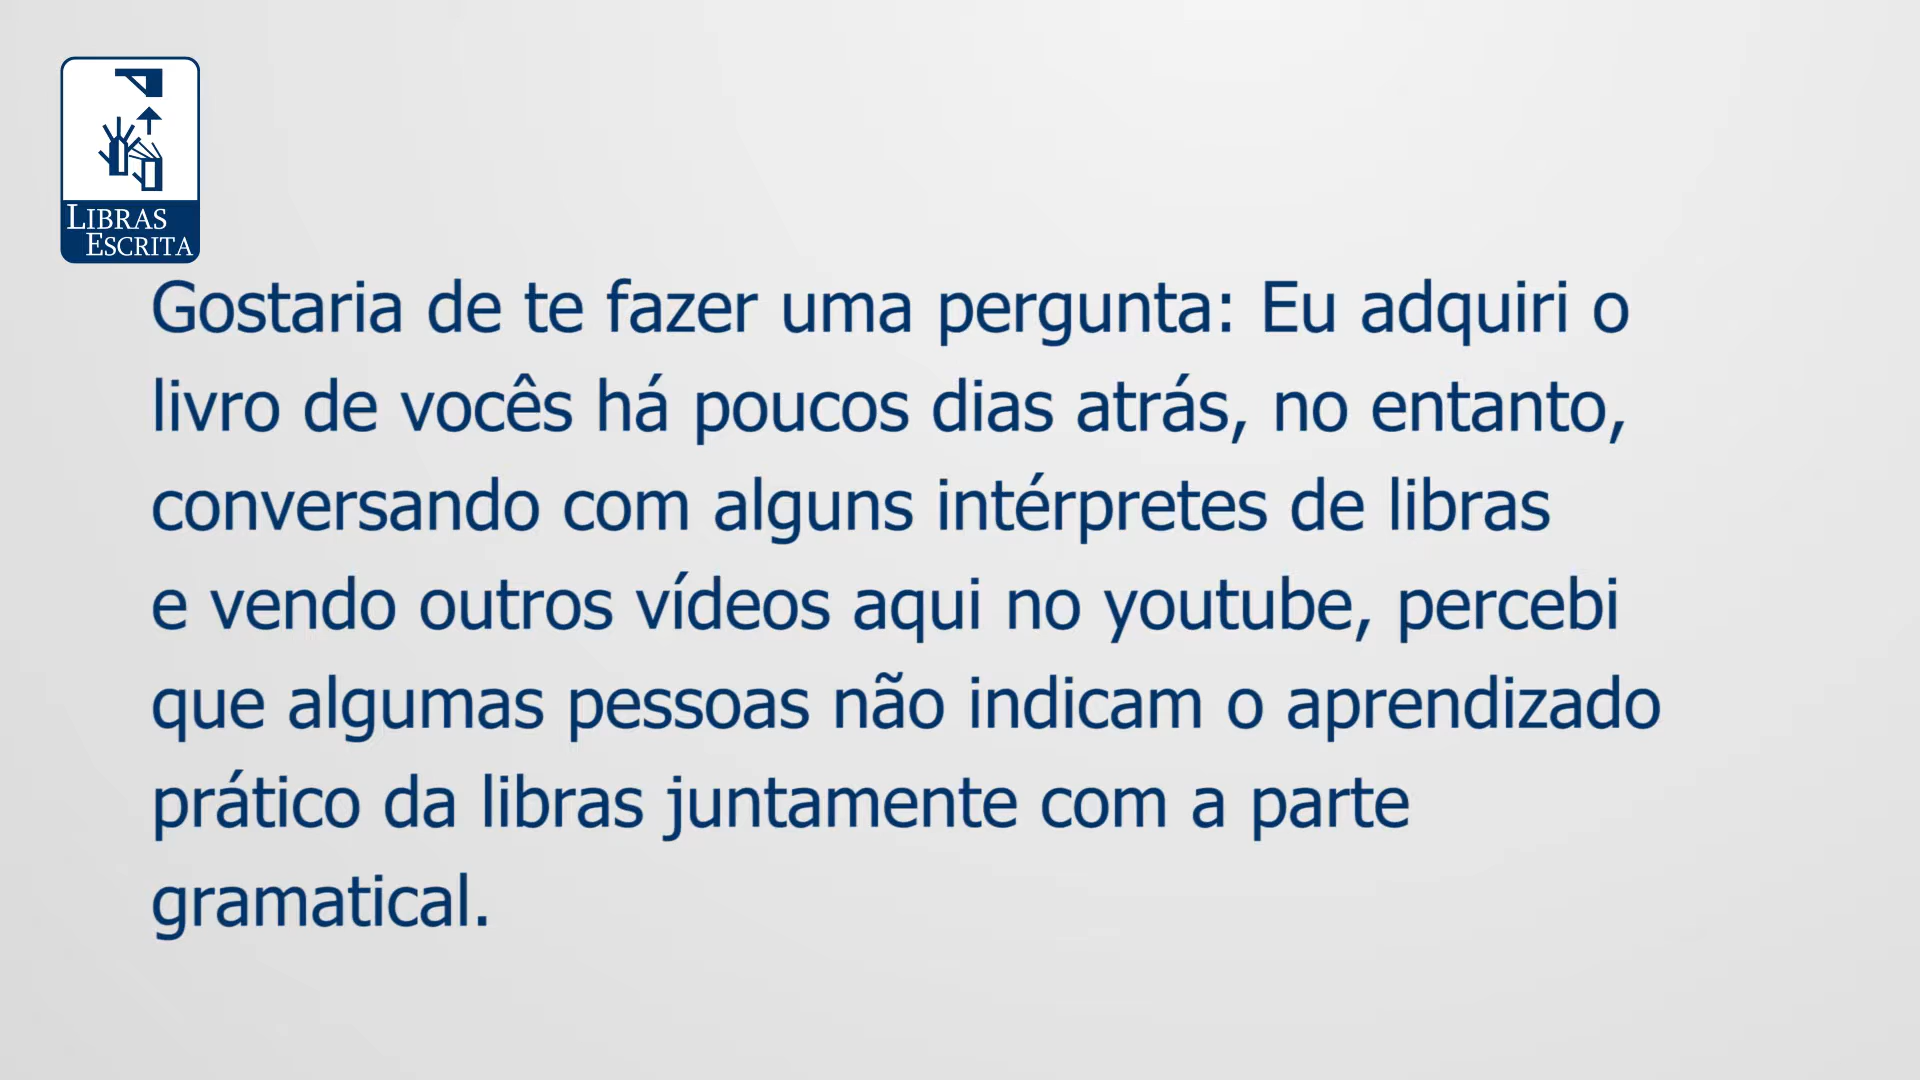 LIBRAS
ESCRITA
Gostaria de te fazer uma pergunta: Eu adquiri o
livro de vocês há poucos dias atrás, no entanto,
conversando com alguns intérpretes de libras
e vendo outros vídeos aqui no youtube, percebi
que algumas pessoas não indicam o aprendizado
prático da libras juntamente com a parte
gramatical.